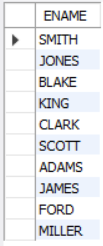 ENAME
SMITH
JONES
BLAKE
KING
CLARK
SCOTT
ADAMS
JAMES
FORD
MILLER